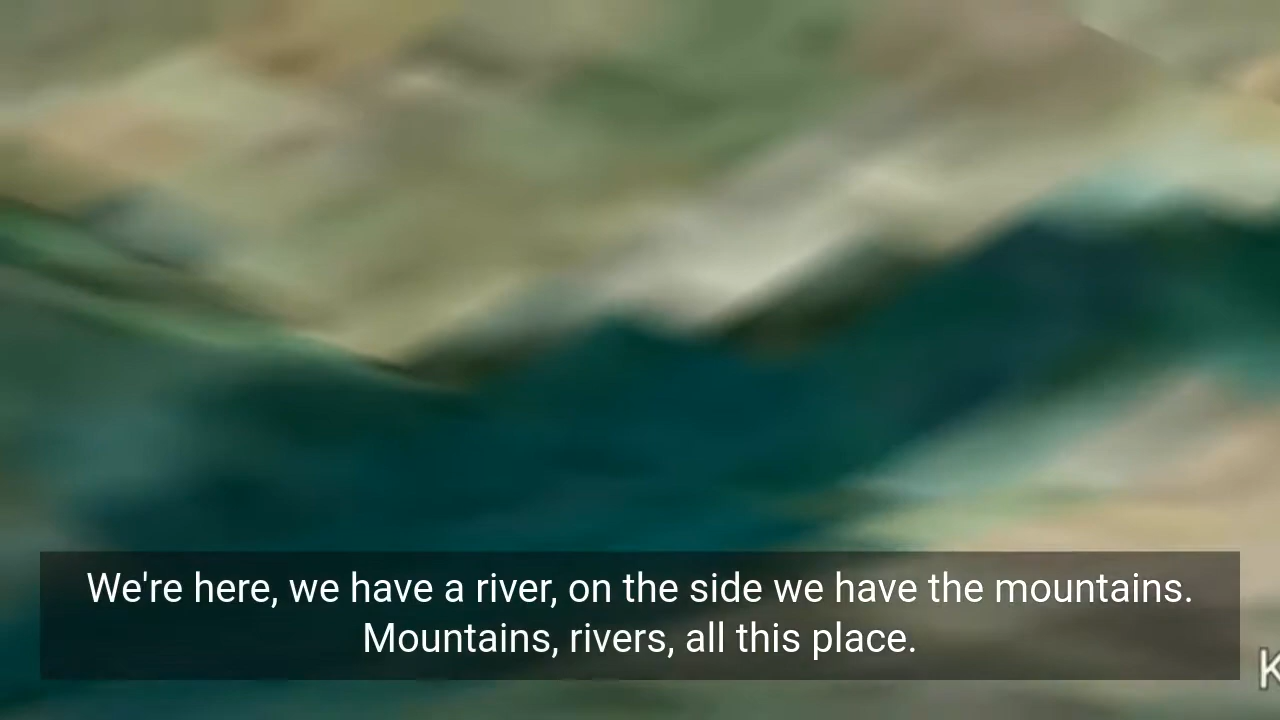 We're here, we have a river, on the side we have the mountains.
Mountains, rivers, all this place.
K